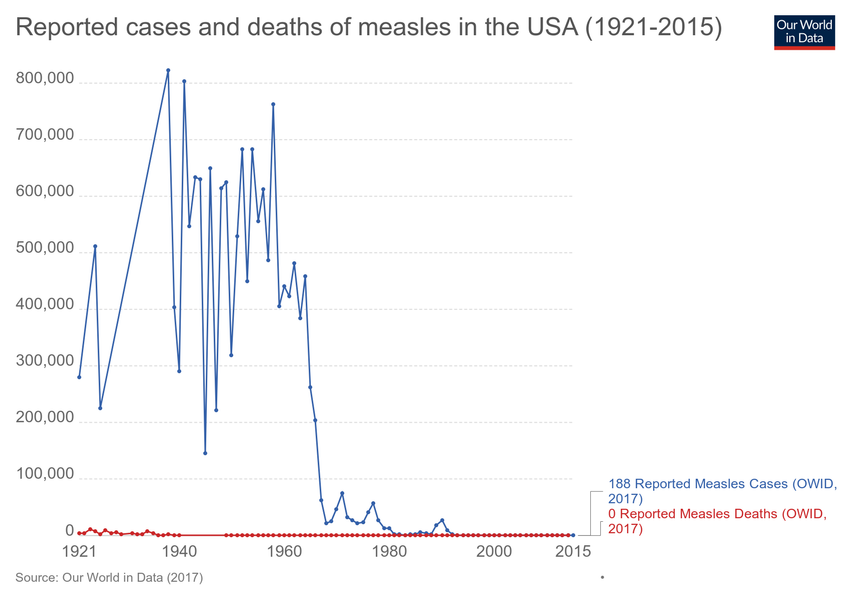 Reported cases and deaths of measles in the USA (1921-2015)
Our World
in Data
800,000
700,000
600,000
500,000
400,000
300,000
200,000
100,000
0
1921
1940
1960
1980
2000
2015
188 Reported Measles Cases (OWID,
2017)
0 Reported Measles Deaths (OWID,
2017)
Source: Our World in Data (2017)